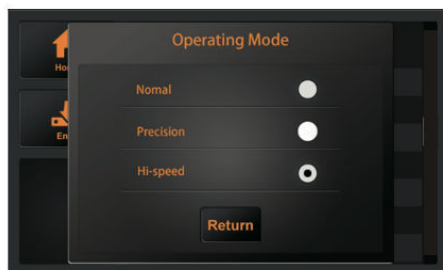 Operating Mode
Nomal
Precision
Hi-speed
Return